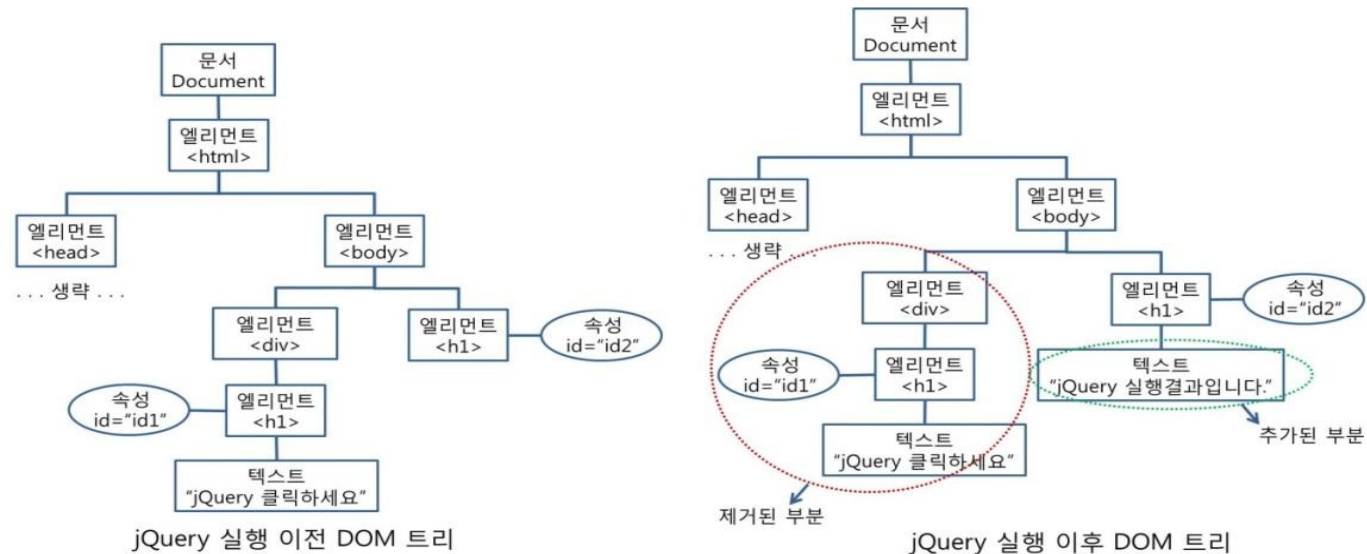 문서
Document
엘리먼트
<html>
엘리먼트
<head>
. . . 생략 . . .
엘리먼트
<body>
엘리먼트
<div>
엘리먼트
<h1>
속성
id="id2"
속성
id="id1"
엘리먼트
<h1>
텍스트
"jQuery 클릭하세요"
jQuery 실행 이전 DOM 트리
문서
Document
엘리먼트
<html>
엘리먼트
<head>
. . . 생략 . . .
엘리먼트
<body>
엘리먼트
<div>
엘리먼트
<h1>
속성
id="id2"
속성
id="id1"
엘리먼트
<h1>
텍스트
"jQuery 실행결과입니다."
추가된 부분
텍스트
"jQuery 클릭하세요"
제거된 부분
jQuery 실행 이후 DOM 트리